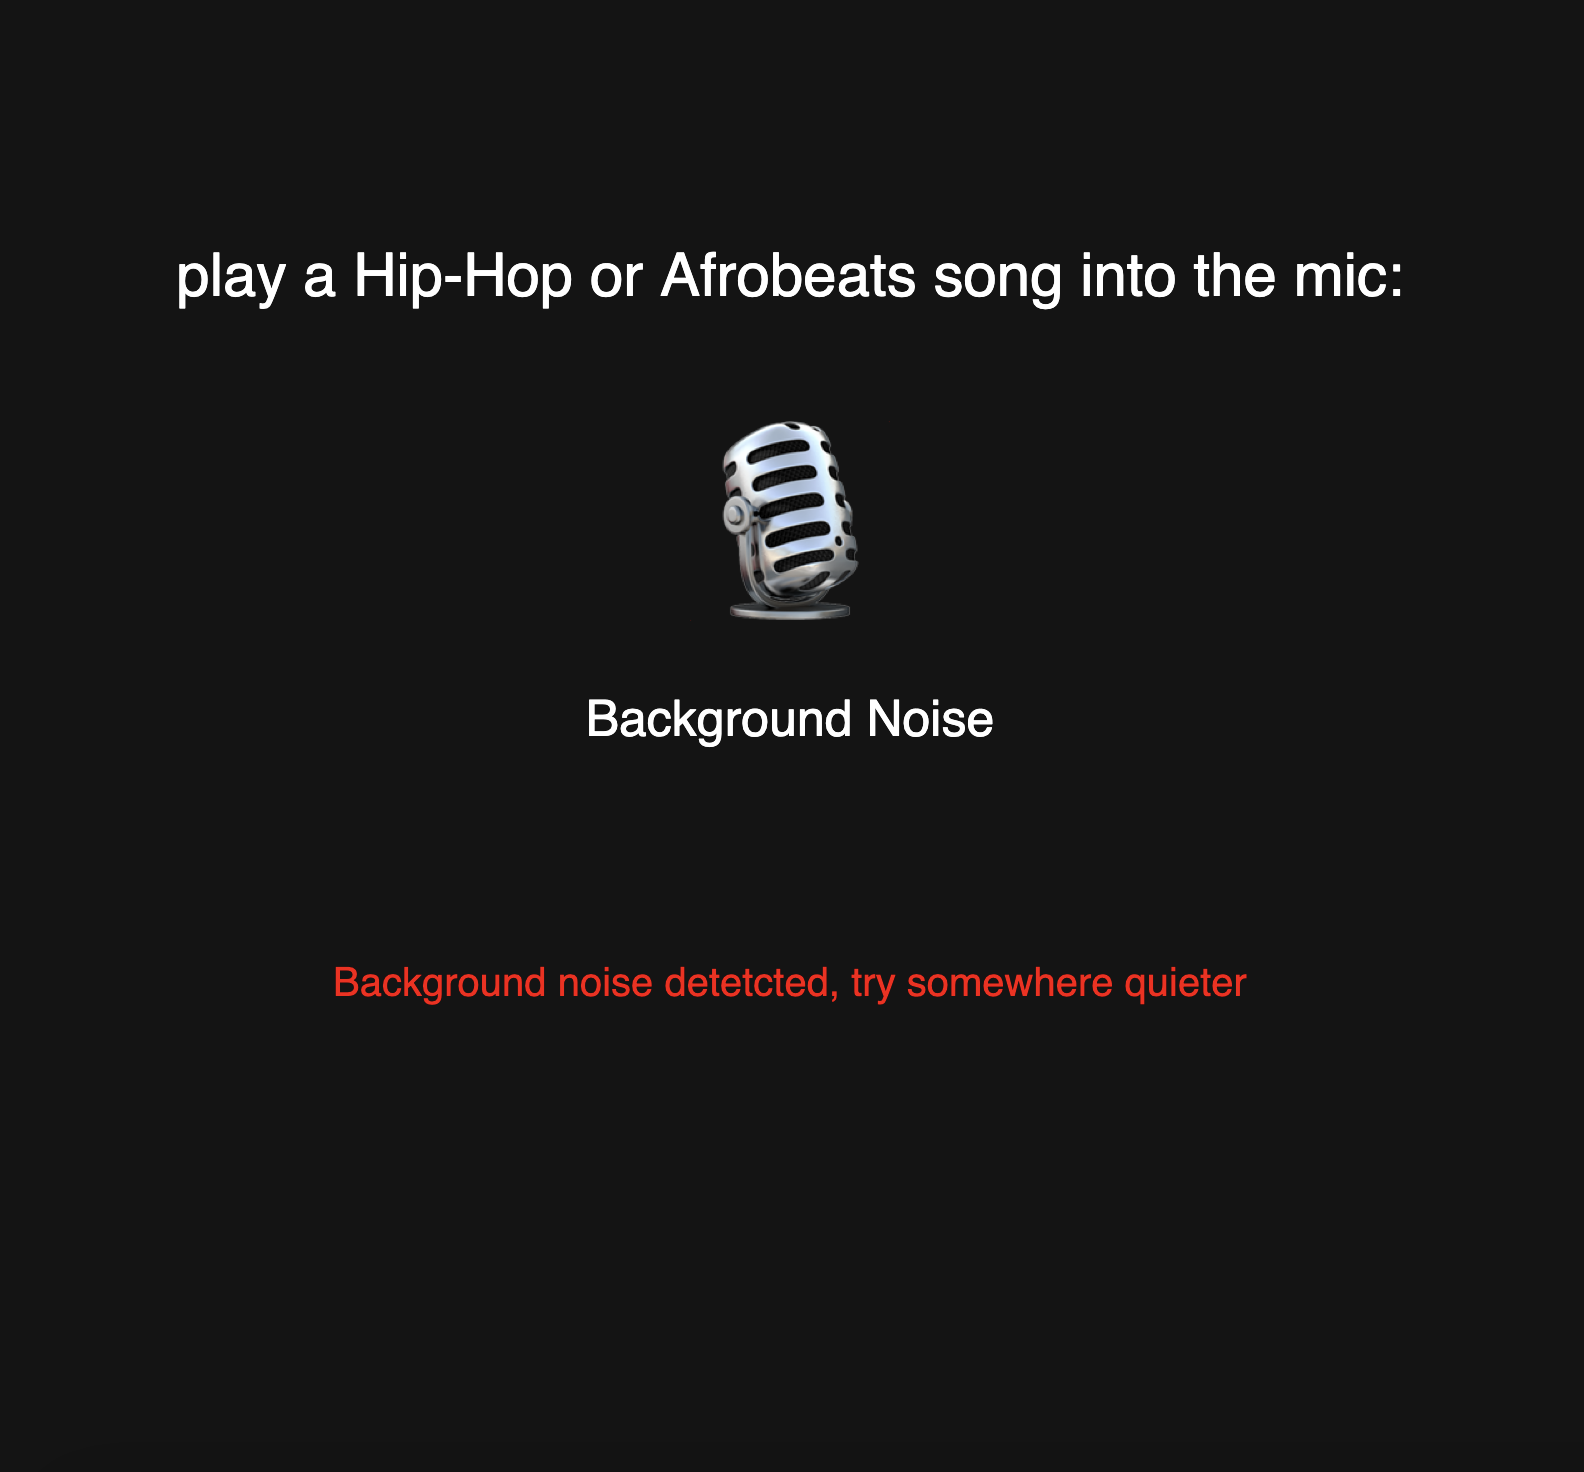 play a Hip-Hop or Afrobeats song into the mic:
Background Noise
Background noise detetcted, try somewhere quieter